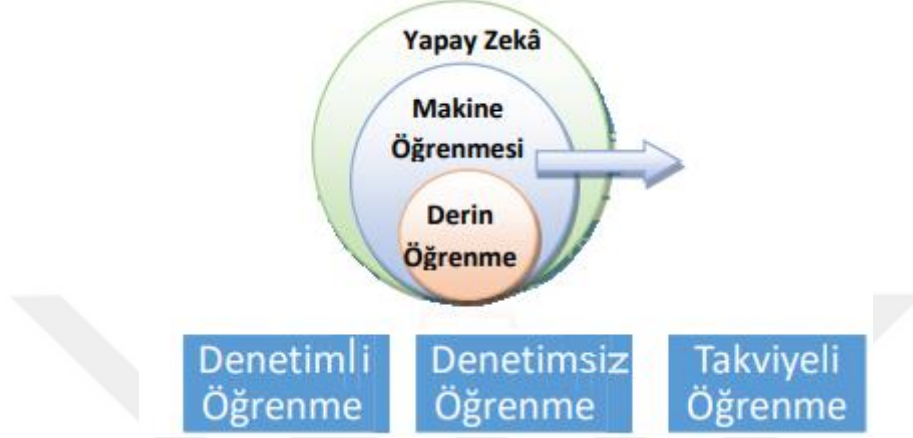 Yapay Zekâ
Makine
Öğrenmesi
Derin
Öğrenme
Denetimli
Öğrenme
Denetimsiz
Öğrenme
Takviyeli
Öğrenme